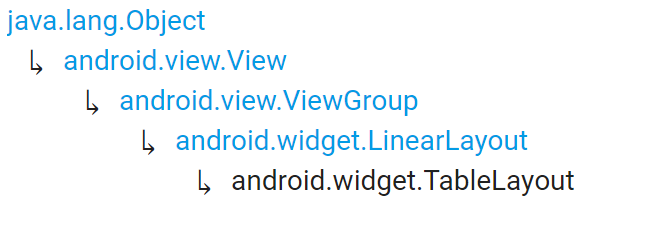 java.lang.Object
↳ android.view.View
↳ android.view.ViewGroup
↳ android.widget.LinearLayout
↳ android.widget.TableLayout